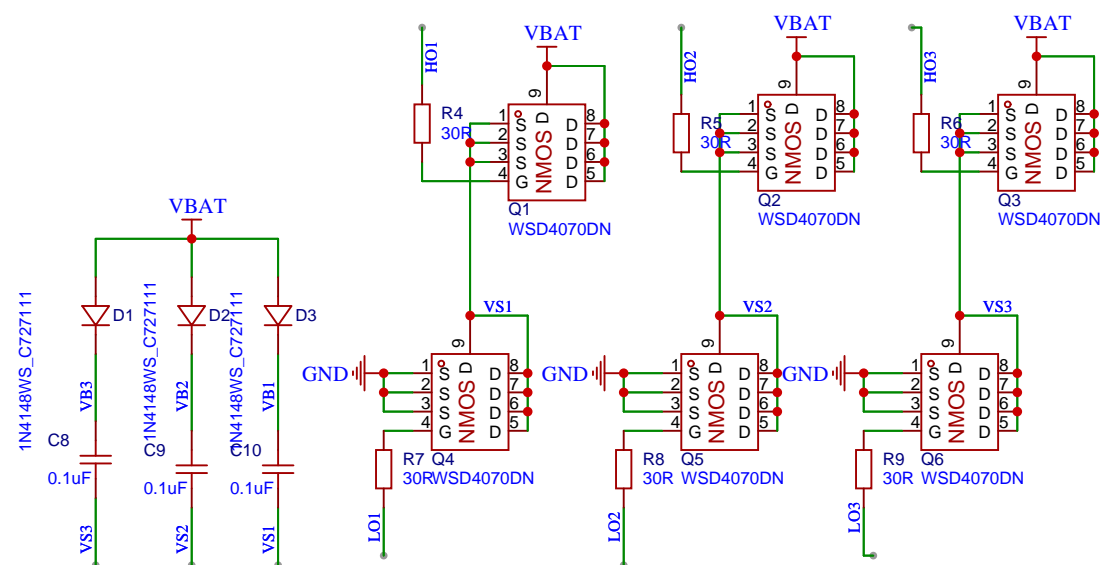 HO1
VBAT
R4
30R
9
1
2
3
4
S
S
S
G
D
NMOS
D
D
D
D
8
7
6
5
Q1
WSD4070DN
HO2
VBAT
R5
30R
9
1
2
3
4
S
S
S
G
D
NMOS
D
D
D
D
8
7
6
5
Q2
WSD4070DN
HO3
VBAT
R6
30R
9
1
2
3
4
S
S
S
G
D
NMOS
D
D
D
D
8
7
6
5
Q3
WSD4070DN
VBAT
1N4148WS_C727111
D1
1N4148WS_C727111
D2
1N4148WS_C727111
D3
VB3
VB2
VB1
C8
0.1uF
C9
0.1uF
C10
0.1uF
VS3
VS2
VS1
VS1
GND
9
1
2
3
4
S
S
S
G
D
NMOS
D
D
D
D
8
7
6
5
R7
30R
Q4
WSD4070DN
LO1
VS2
GND
9
1
2
3
4
S
S
S
G
D
NMOS
D
D
D
D
8
7
6
5
R8
30R
Q5
WSD4070DN
LO2
VS3
GND
9
1
2
3
4
S
S
S
G
D
NMOS
D
D
D
D
8
7
6
5
R9
30R
Q6
WSD4070DN
LO3